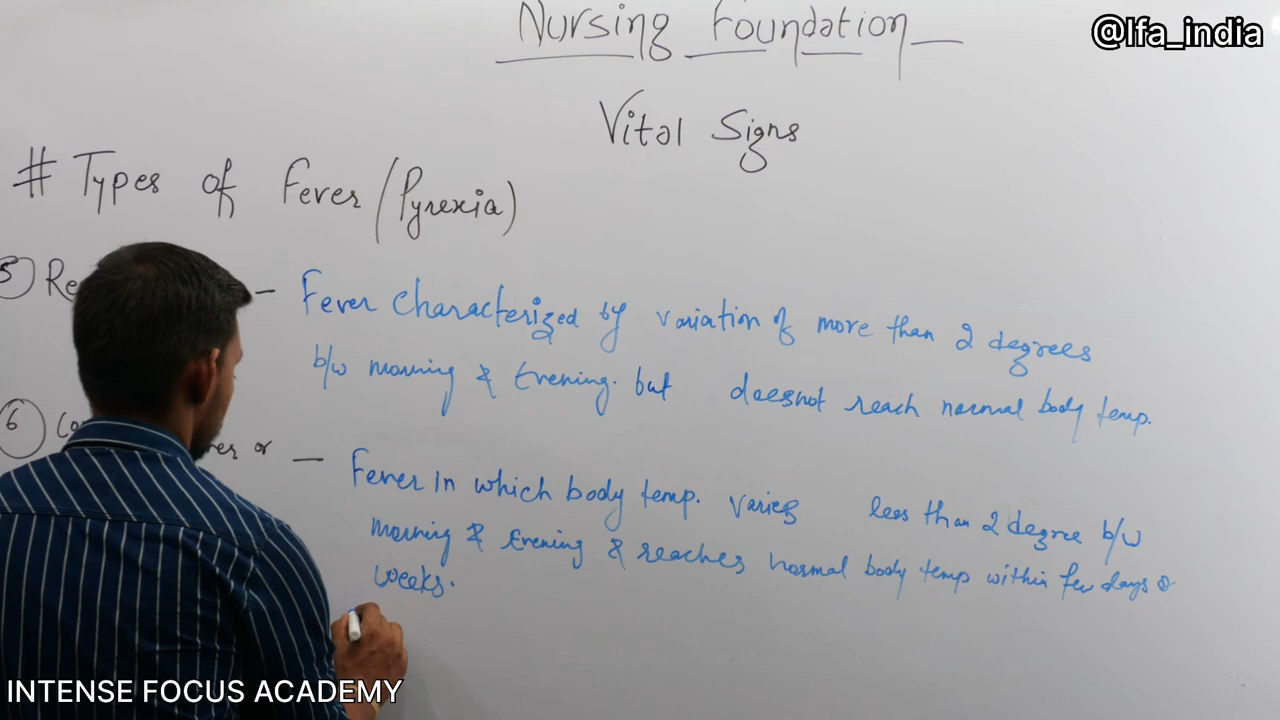 @lfa_india
Nursing Foundation
Vital Signs
# Types of Fever / (Pyrexia)
5) Re
— Fever characterized by variation of more than 2 degrees
b/w morning & Evening. but doesnot reach normal body temp.
6 Co
or — Fever in which body temp. varies less than 2 degree b/w
morning & Evening & reaches normal body temp within few days or
weeks.
INTENSE FOCUS ACADEMY